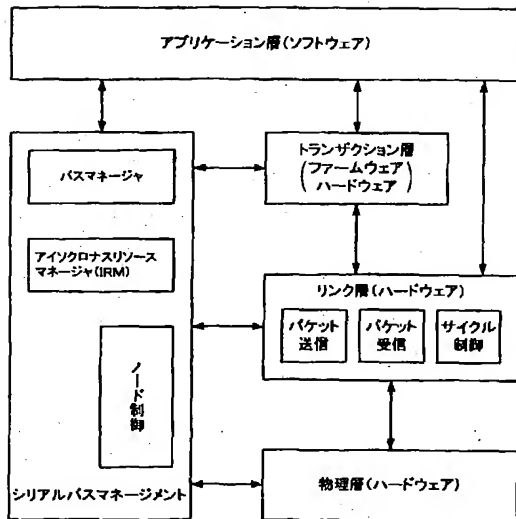 アプリケーション層(ソフトウェア)
バスマネージャ
アイソクロナスリソース
マネージャ(IRM)
ノード制御
シリアルバスマネージメント
トランザクション層
(ファームウェア
ハードウェア)
リンク層(ハードウェア)
パケット
送信
パケット
受信
サイクル
制御
物理層(ハードウェア)